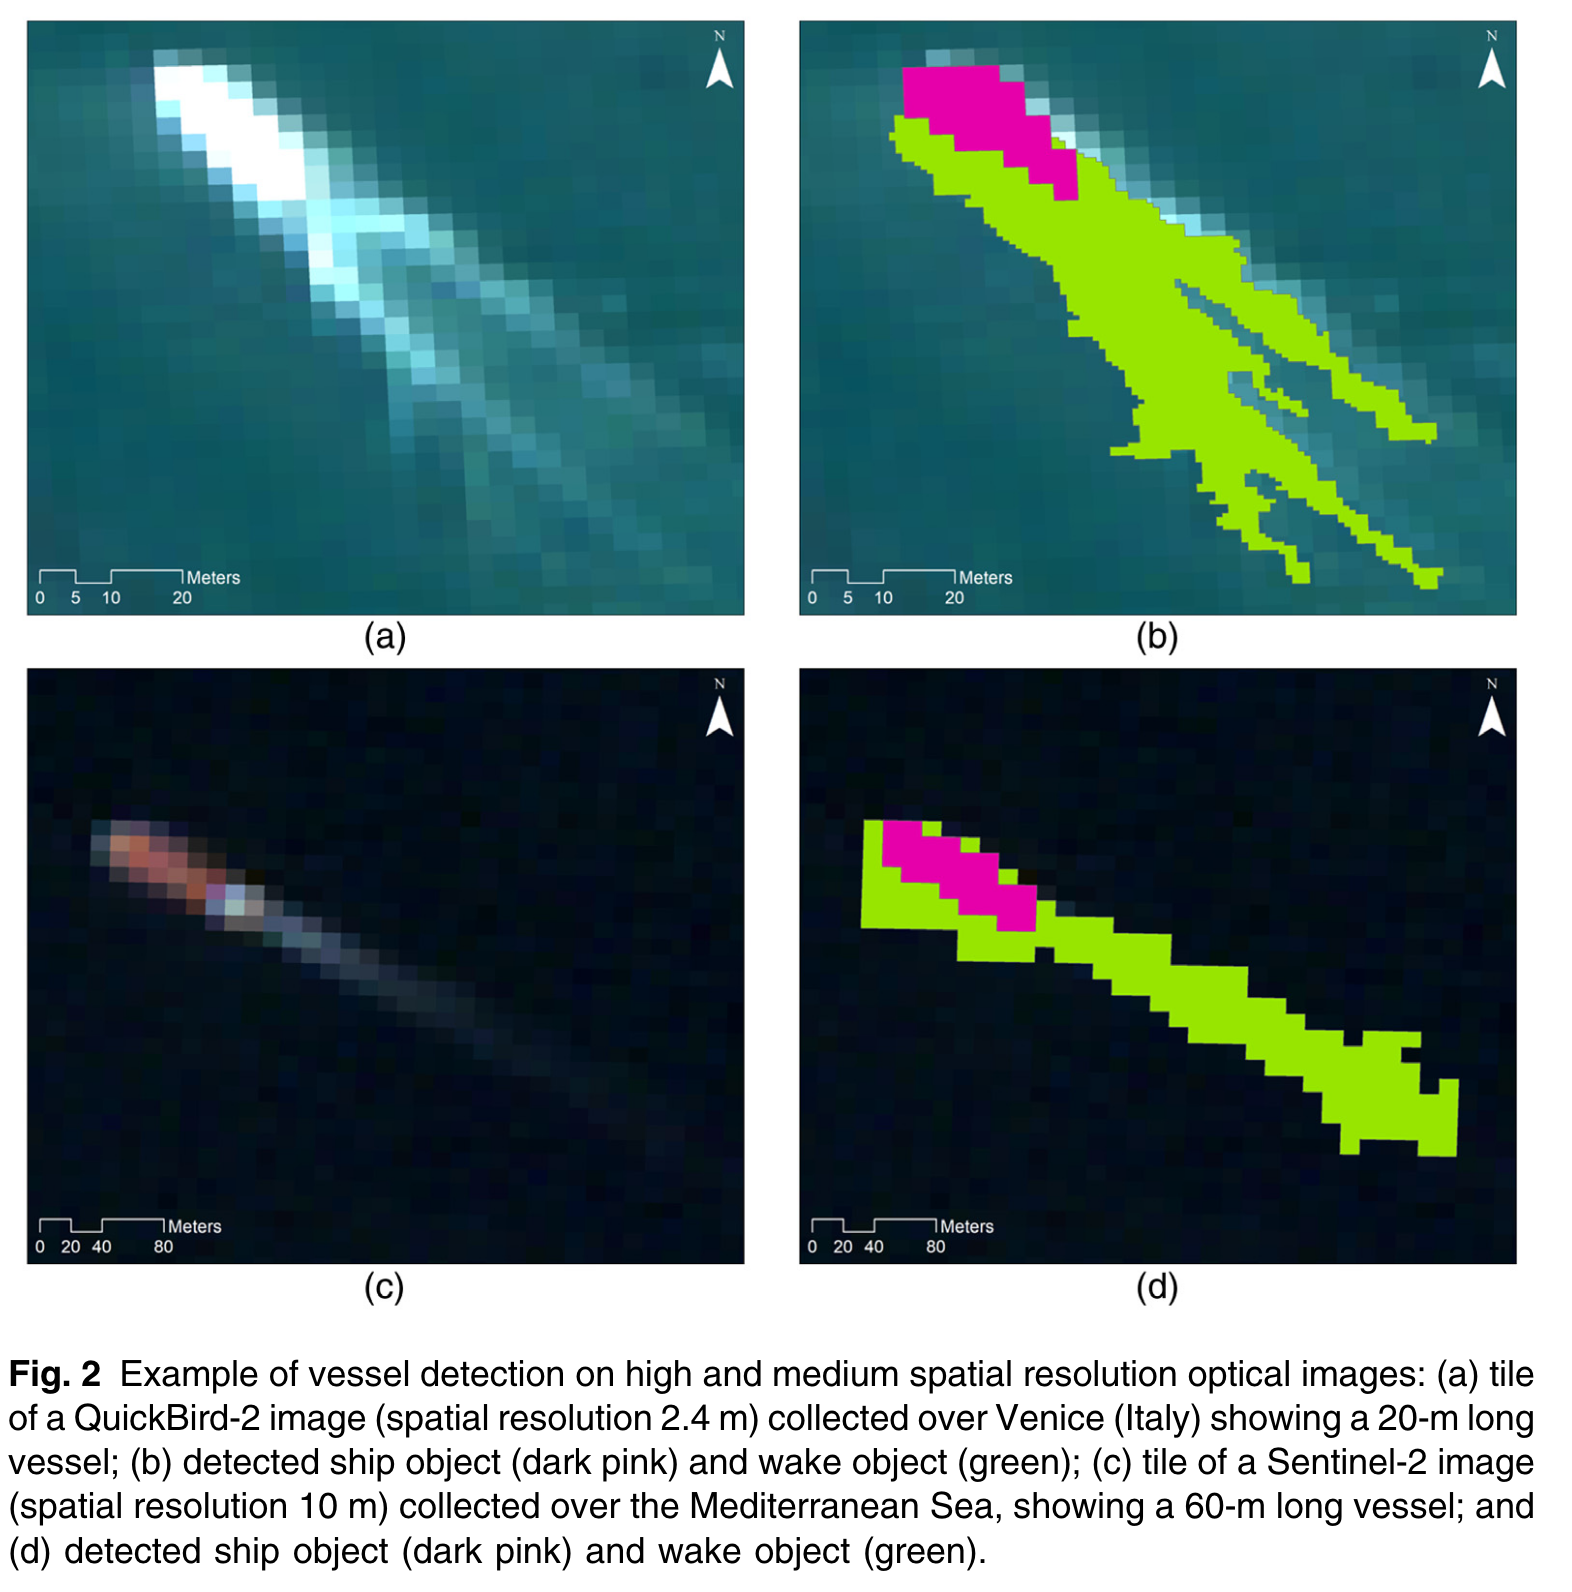 N
Meters
0 5 10 20
(a)
N
Meters
0 5 10 20
(b)
N
Meters
0 20 40 80
(c)
N
Meters
0 20 40 80
(d)
Fig. 2 Example of vessel detection on high and medium spatial resolution optical images: (a) tile
of a QuickBird-2 image (spatial resolution 2.4 m) collected over Venice (Italy) showing a 20-m long
vessel; (b) detected ship object (dark pink) and wake object (green); (c) tile of a Sentinel-2 image
(spatial resolution 10 m) collected over the Mediterranean Sea, showing a 60-m long vessel; and
(d) detected ship object (dark pink) and wake object (green).